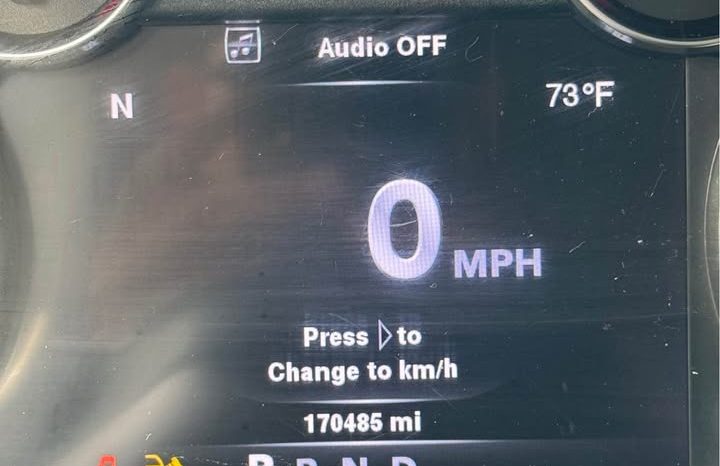 Audio OFF
N 73°F
0 MPH
Press ▷ to
Change to km/h
170485 mi
P R N D